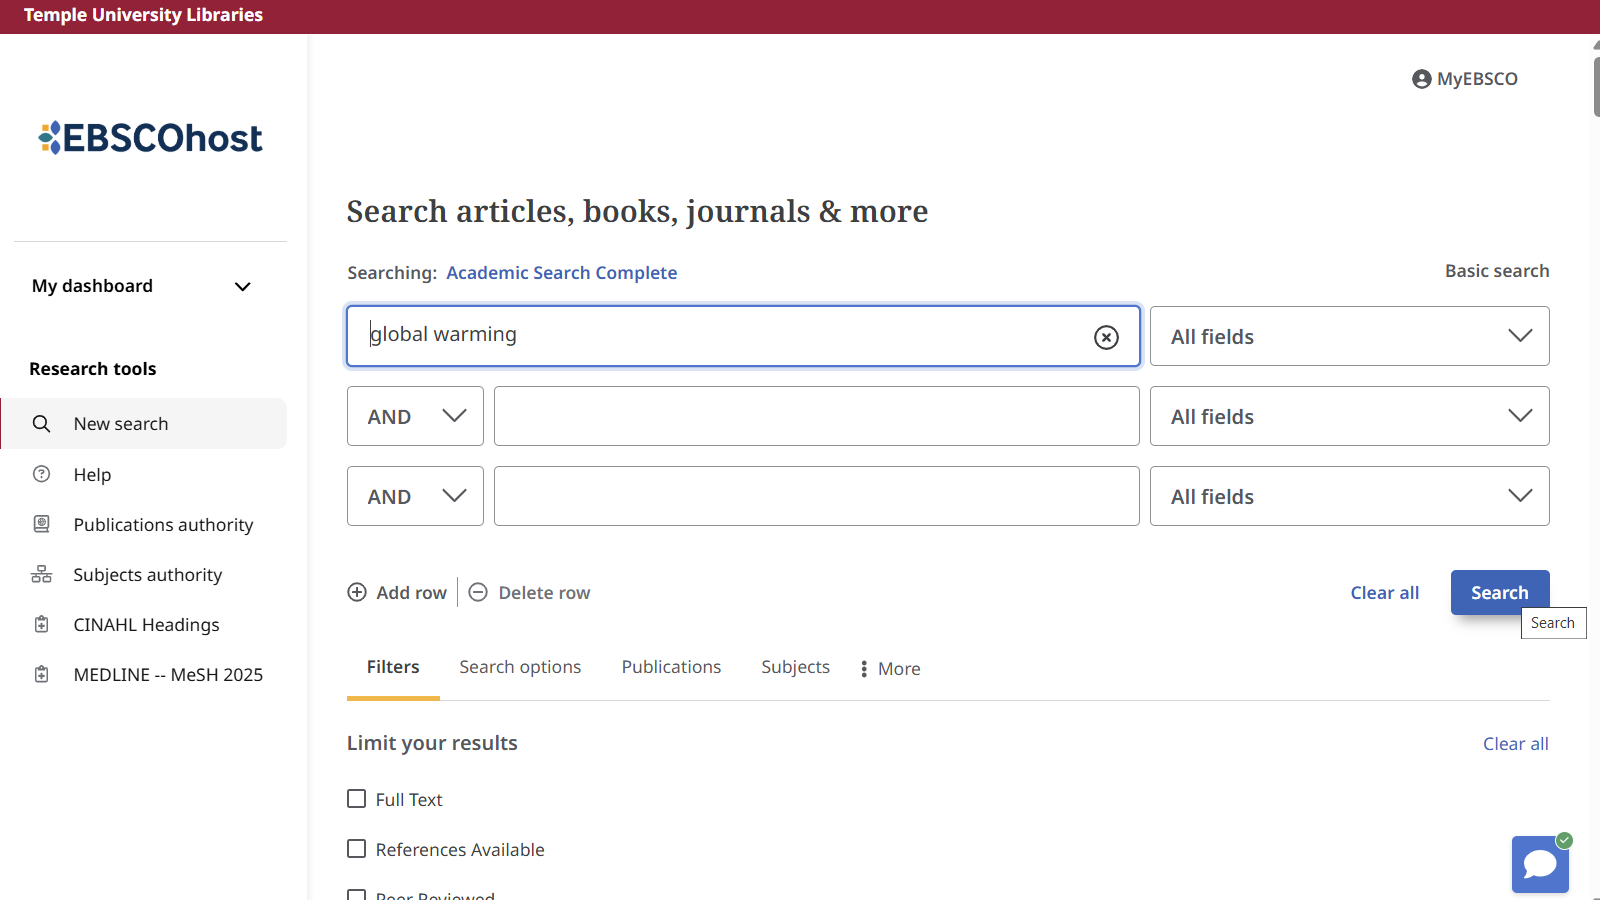 Temple University Libraries
EBSCOhost
MyEBSCO
My dashboard
Research tools
New search
Help
Publications authority
Subjects authority
CINAHL Headings
MEDLINE -- MeSH 2025
Search articles, books, journals & more
Searching: Academic Search Complete
Basic search
global warming
All fields
AND
All fields
AND
All fields
Add row
Delete row
Clear all
Search
Search
Filters
Search options
Publications
Subjects
More
Limit your results
Clear all
Full Text
References Available
Peer Reviewed